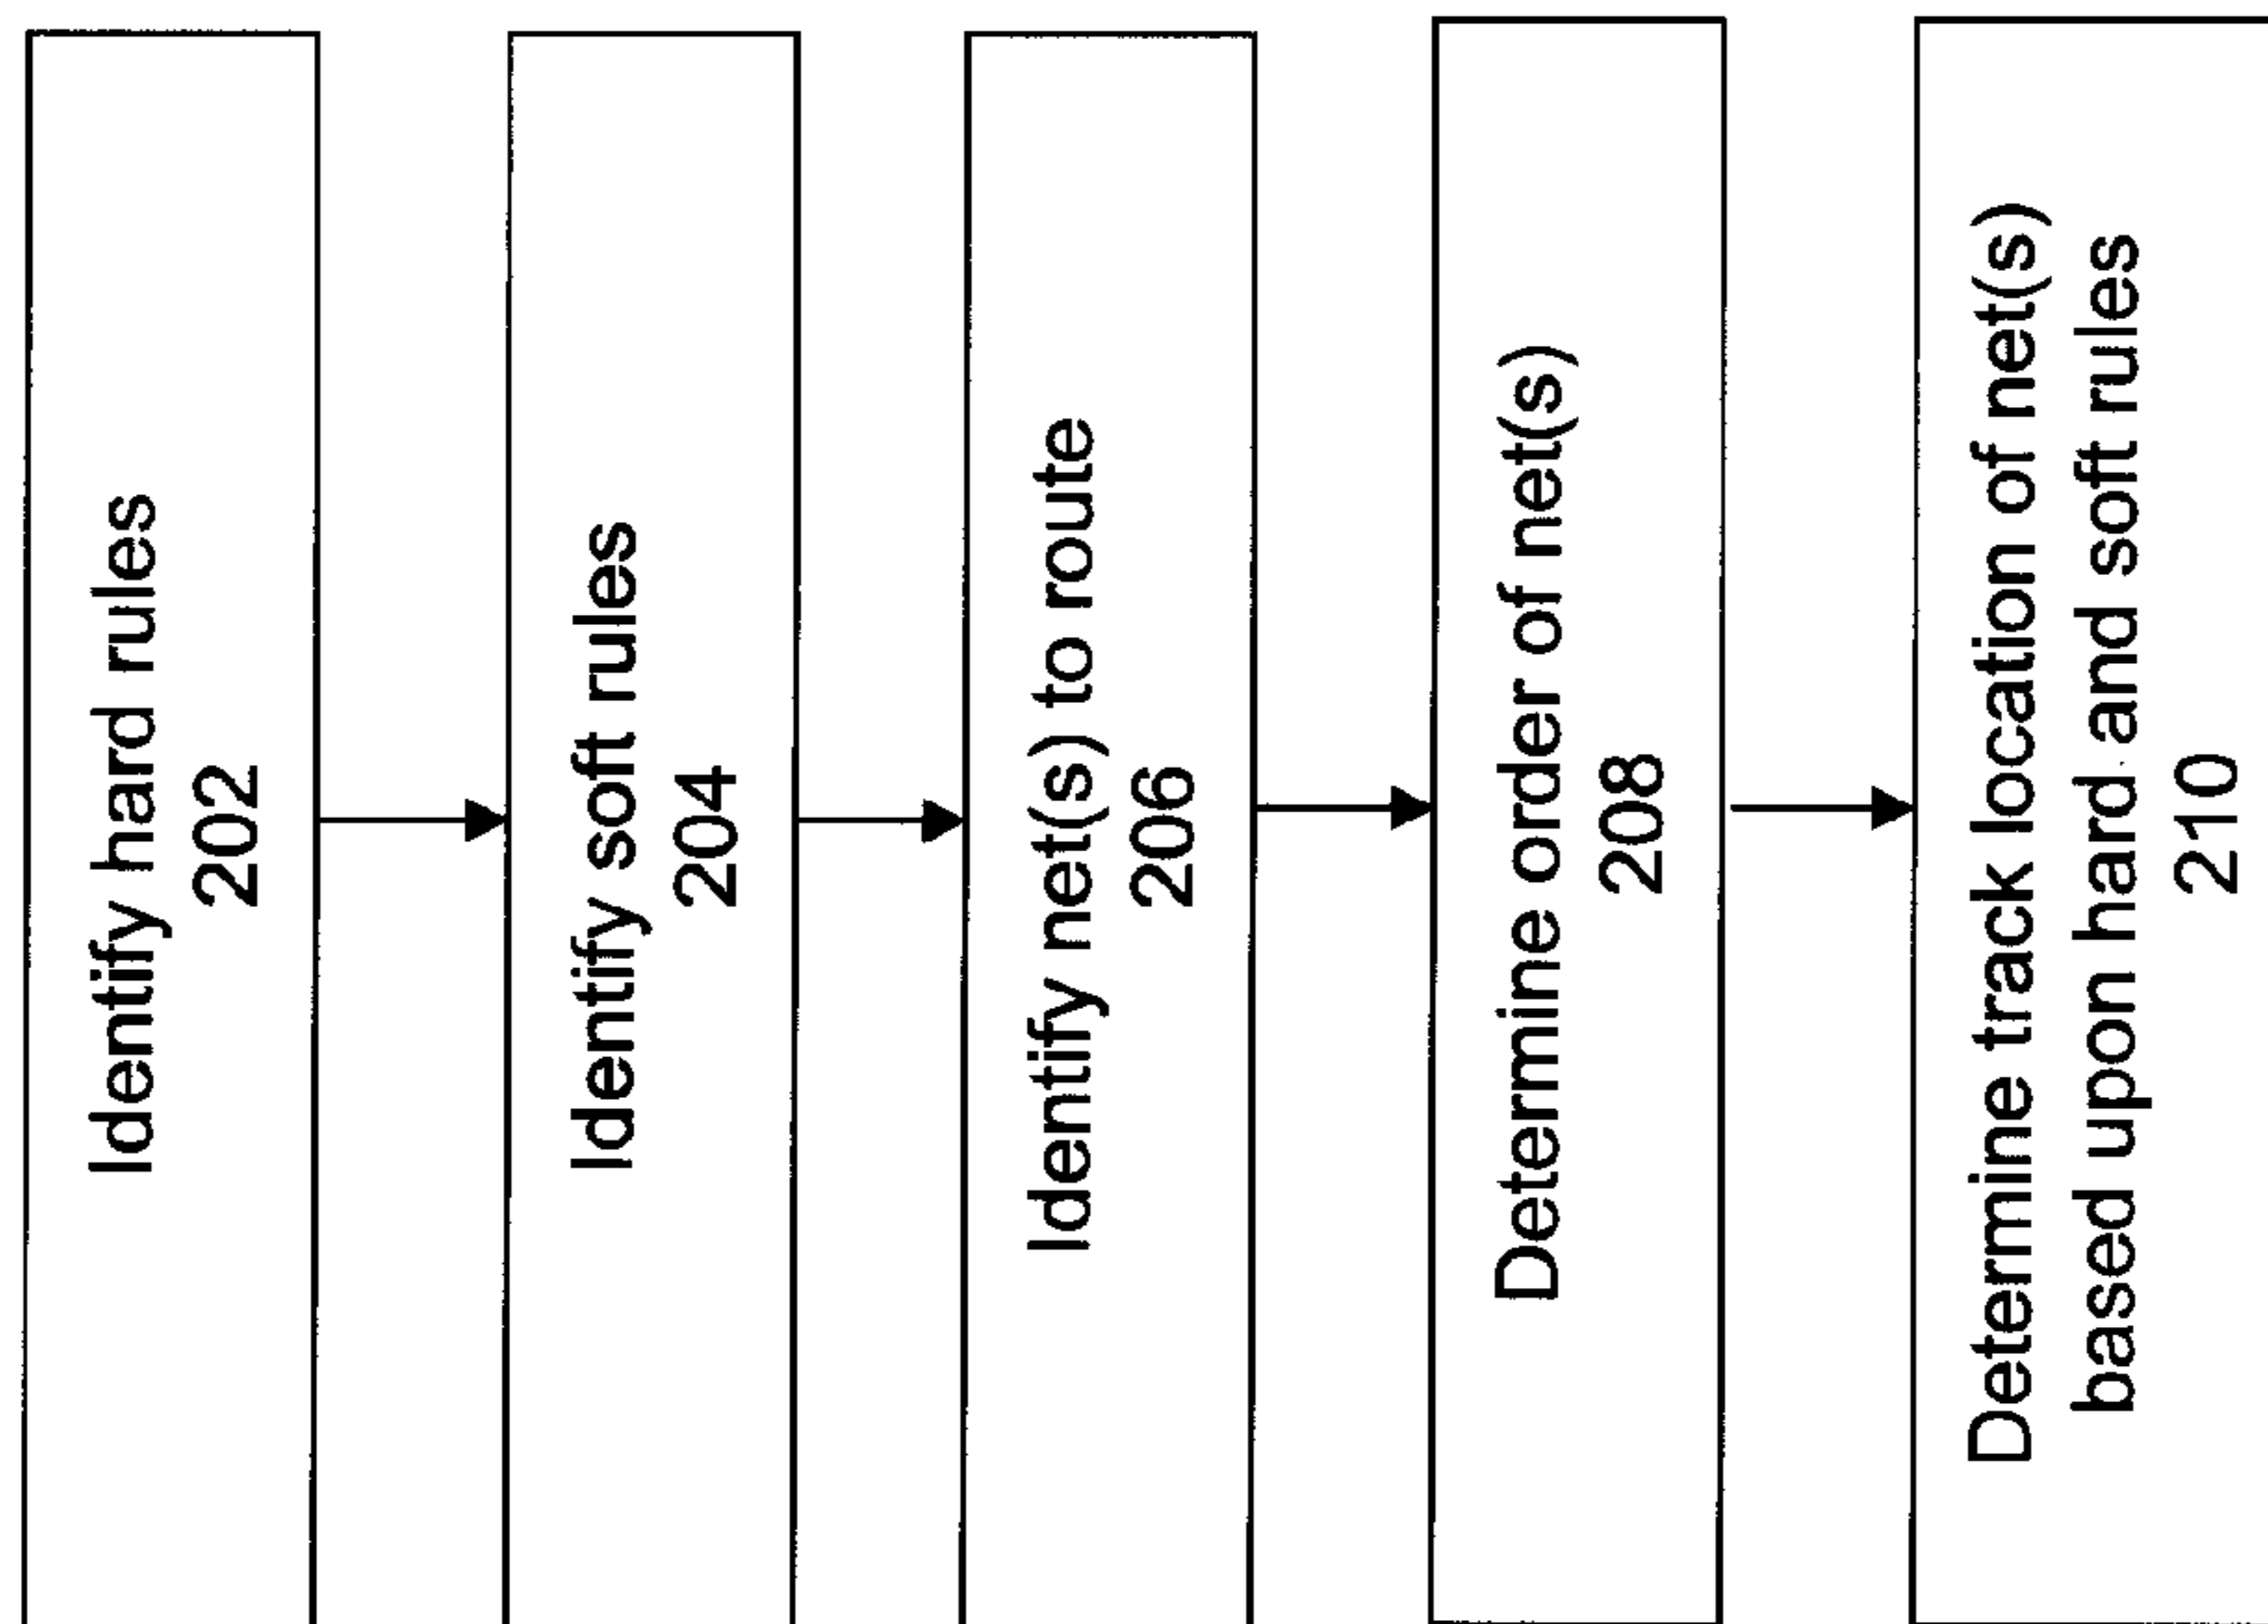 Identify hard rules
202
Identify soft rules
204
Identify net(s) to route
206
Determine order of net(s)
208
Determine track location of net(s)
based upon hard and soft rules
210